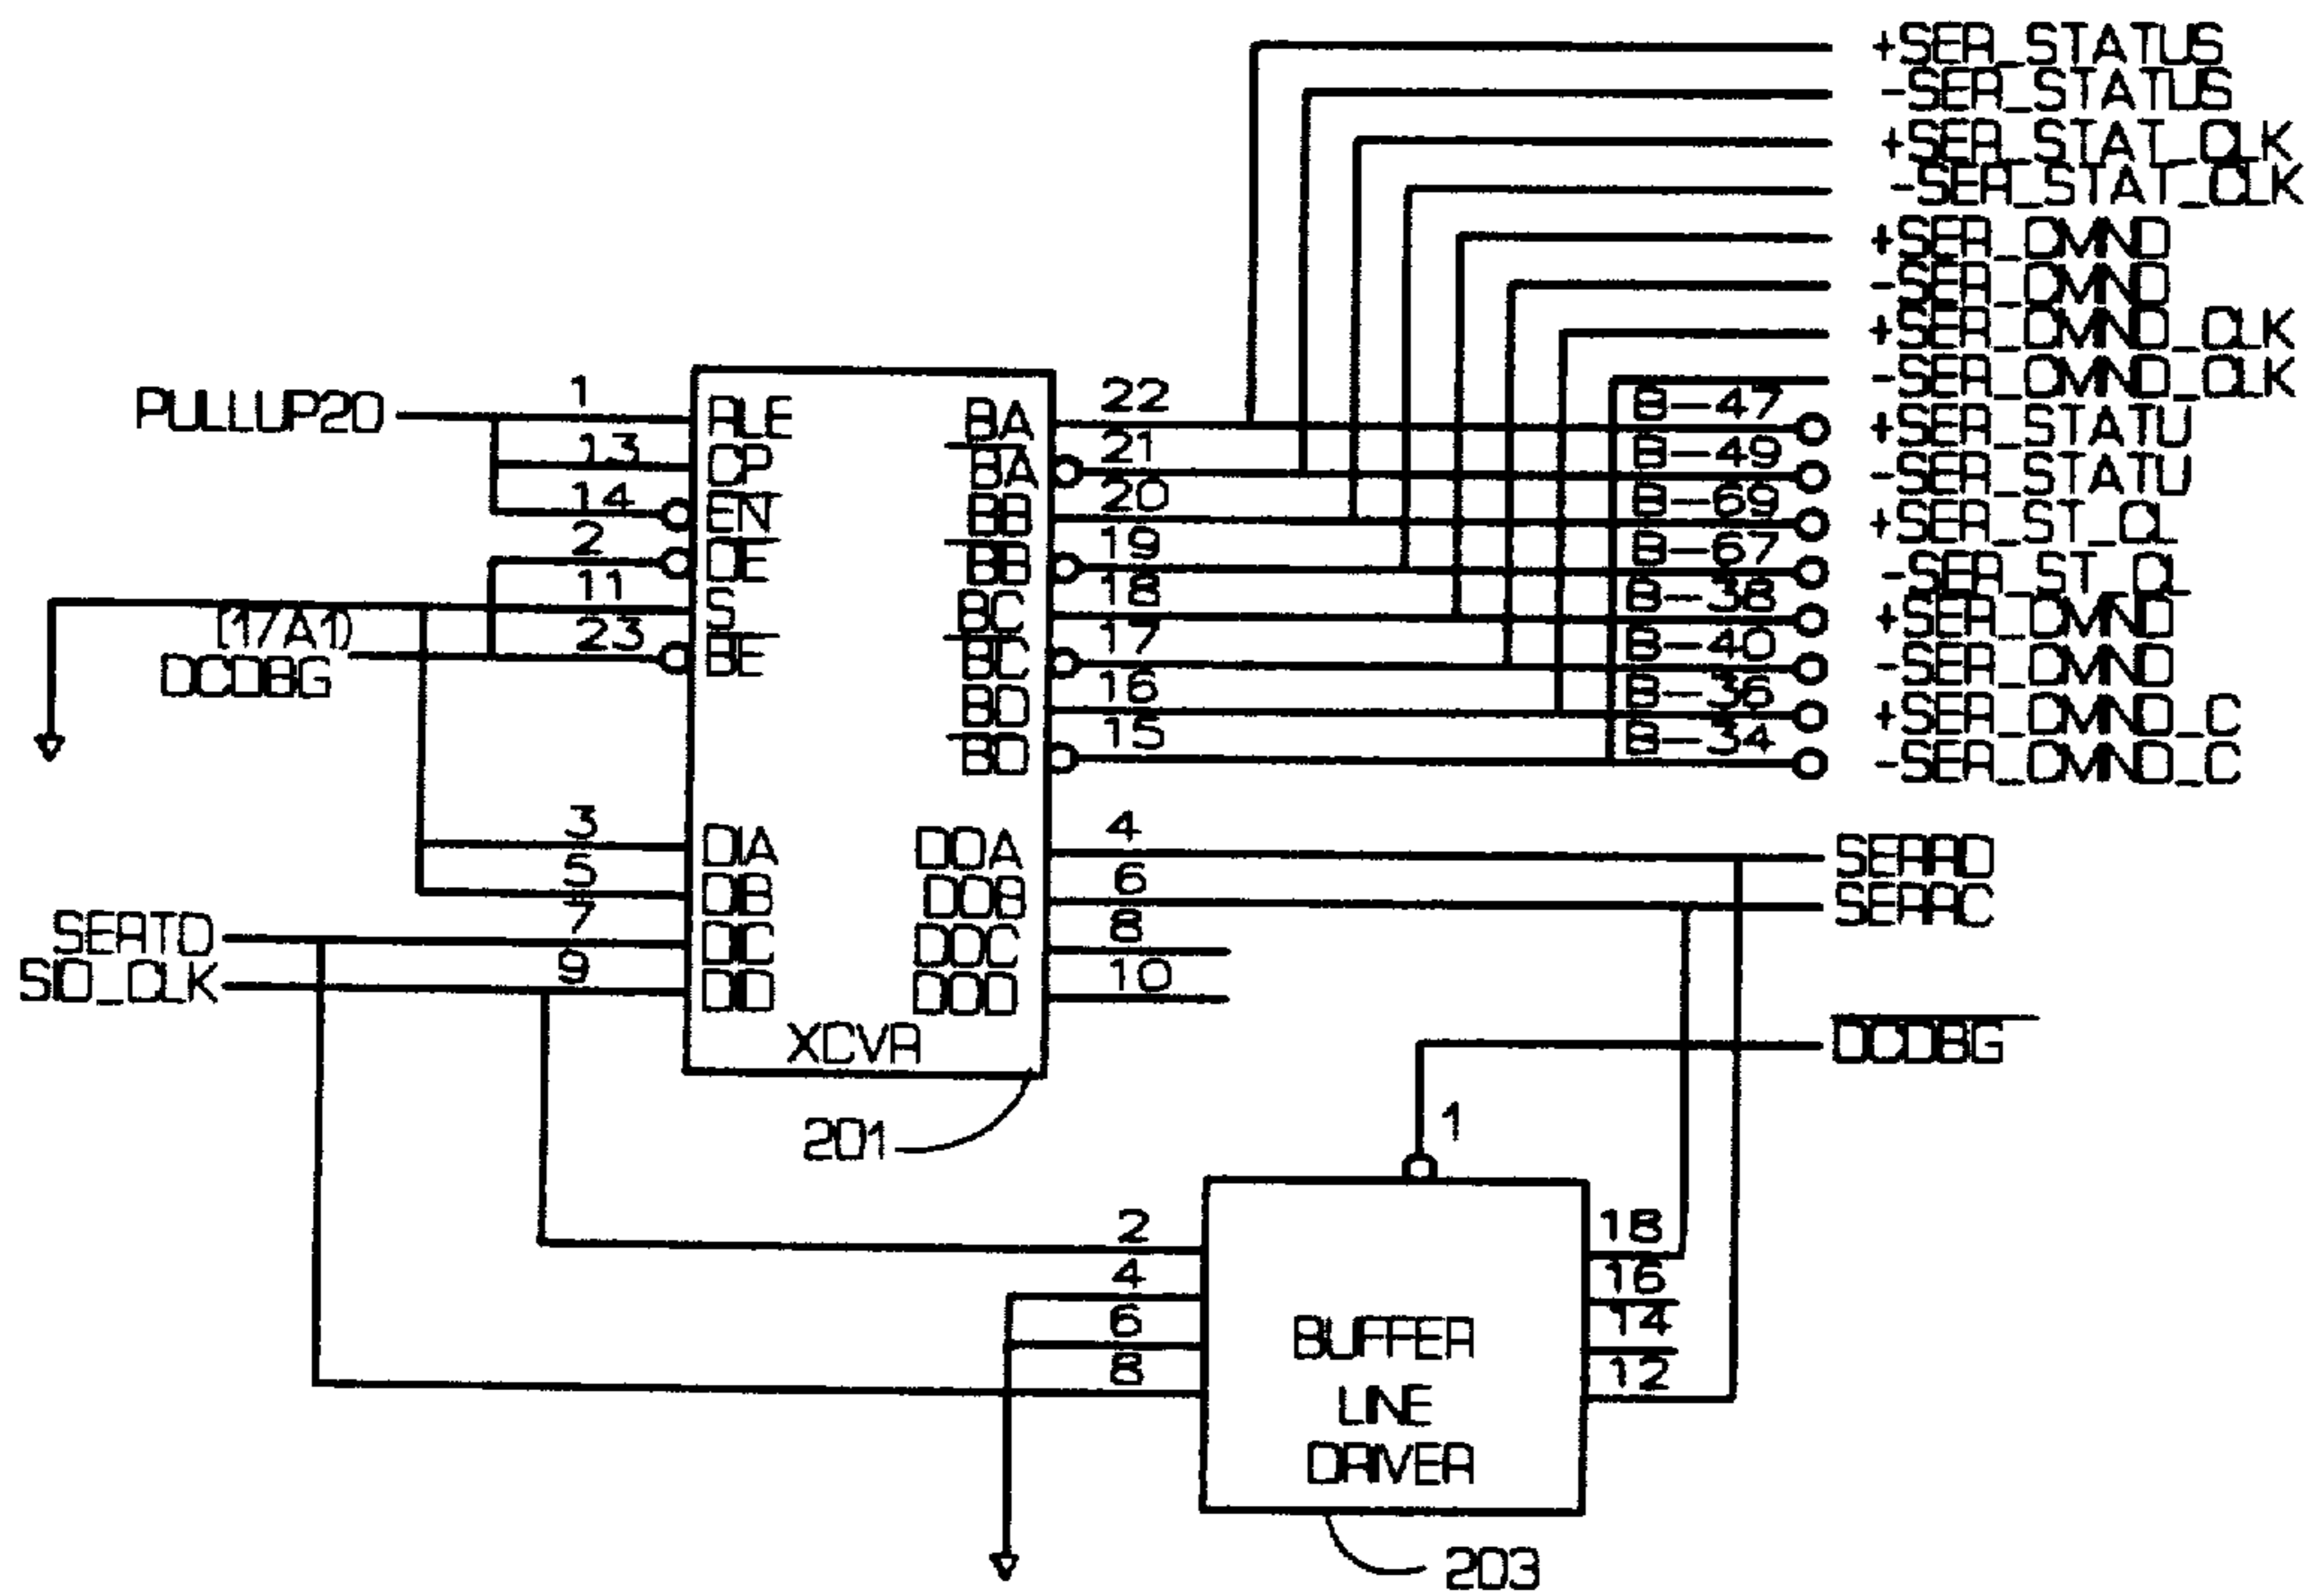 +SER_STATUS
-SER_STATUS
+SER_STAT_CLK
-SER_STAT_CLK
+SER_DMND
-SER_DMND
+SER_DMND_CLK
-SER_DMND_CLK
PULLUP20
1
13
14
2
11
23
(17A1)
DCDBG
RLE
CP
EN
OE
S
BE
BA
BA
BB
BB
BC
BC
BD
BD
22
21
20
19
18
17
16
15
B-47
B-49
B-69
B-67
B-38
B-40
B-36
B-34
+SER_STATU
-SER_STATU
+SER_ST_CL
-SER_ST_CL
+SER_DMND
-SER_DMND
+SER_DMND_C
-SER_DMND_C
SERTD
SIO_CLK
3
5
7
9
DIA
DIB
DIC
DID
DOA
DOB
DOC
DOD
4
6
8
10
SERRD
SERRC
XCVR
201
DCDBG
1
2
4
6
8
BUFFER
LINE
DRIVER
18
16
14
12
203